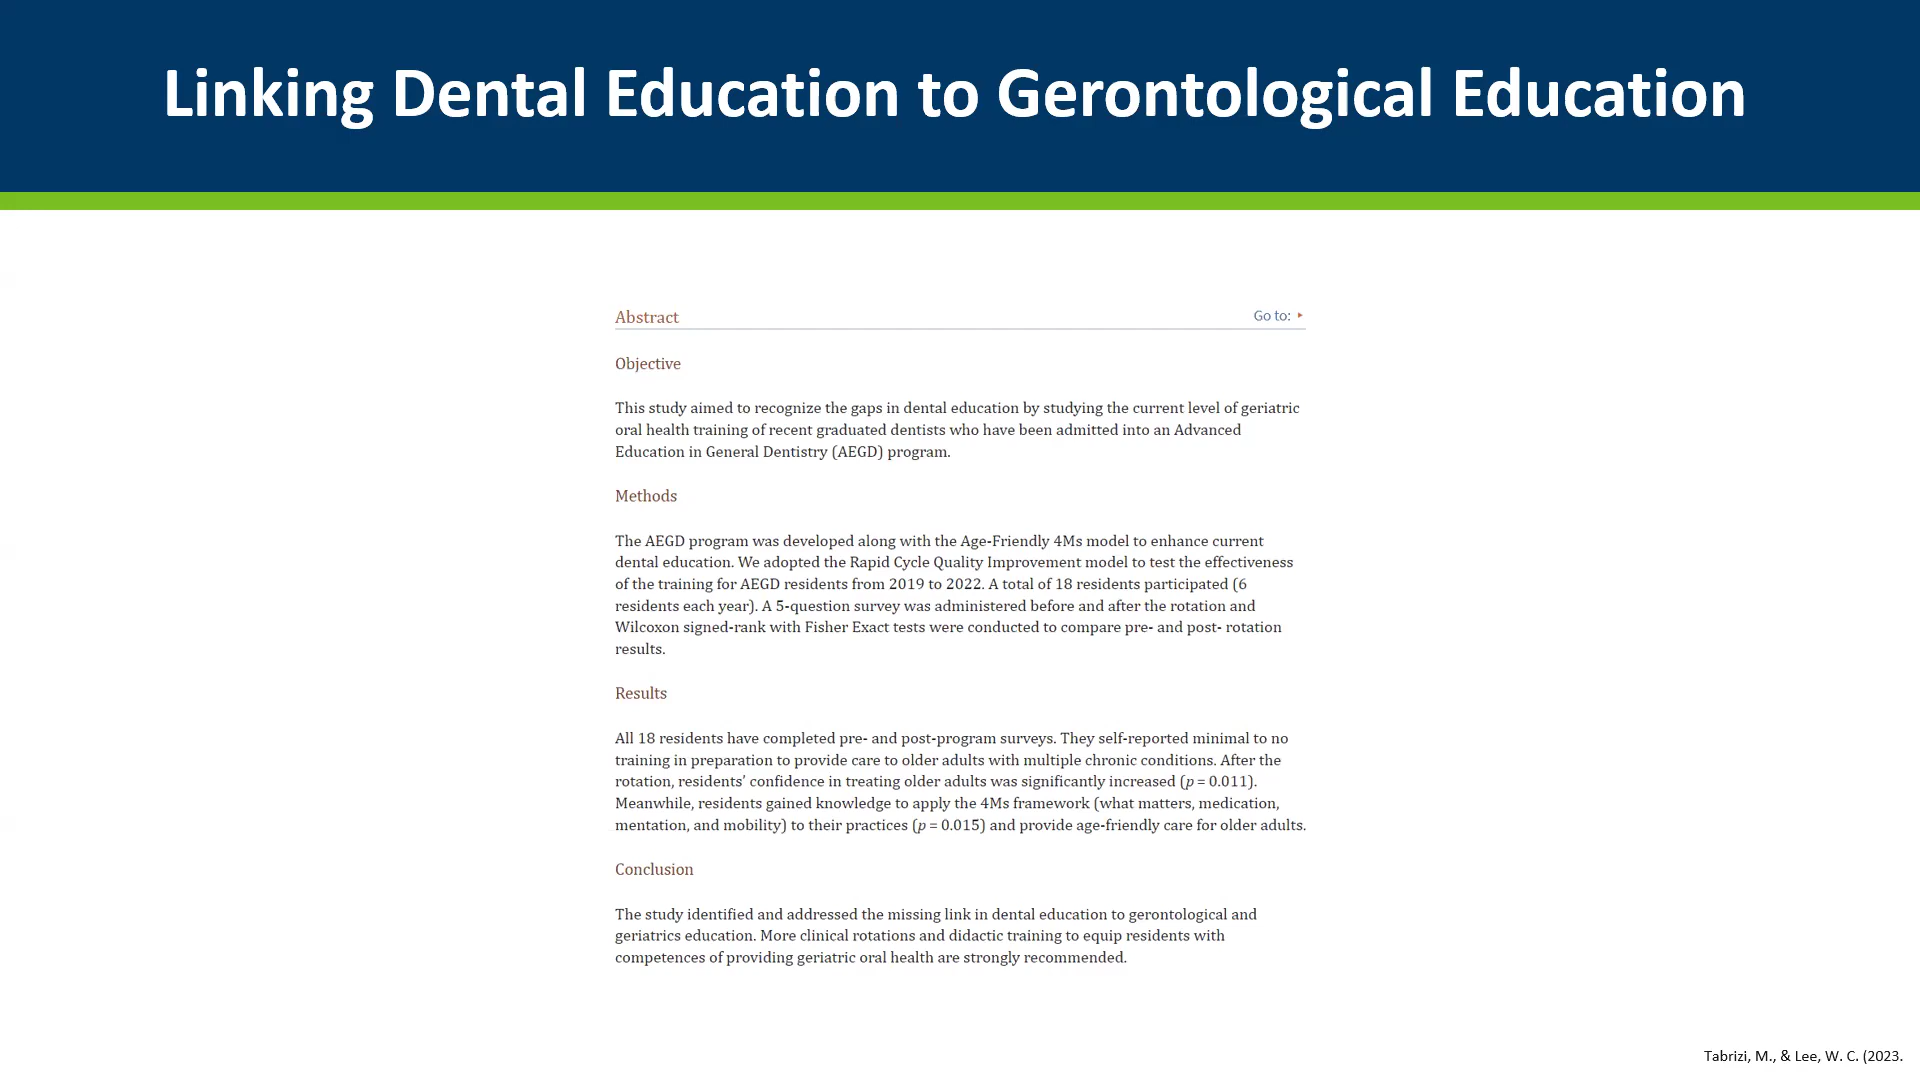 Linking Dental Education to Gerontological Education
Abstract
Go to:
Objective
This study aimed to recognize the gaps in dental education by studying the current level of geriatric
oral health training of recent graduated dentists who have been admitted into an Advanced
Education in General Dentistry (AEGD) program.
Methods
The AEGD program was developed along with the Age-Friendly 4Ms model to enhance current
dental education. We adopted the Rapid Cycle Quality Improvement model to test the effectiveness
of the training for AEGD residents from 2019 to 2022. A total of 18 residents participated (6
residents each year). A 5-question survey was administered before and after the rotation and
Wilcoxon signed-rank with Fisher Exact tests were conducted to compare pre- and post- rotation
results.
Results
All 18 residents have completed pre- and post-program surveys. They self-reported minimal to no
training in preparation to provide care to older adults with multiple chronic conditions. After the
rotation, residents’ confidence in treating older adults was significantly increased (p = 0.011).
Meanwhile, residents gained knowledge to apply the 4Ms framework (what matters, medication,
mentation, and mobility) to their practices (p = 0.015) and provide age-friendly care for older adults.
Conclusion
The study identified and addressed the missing link in dental education to gerontological and
geriatrics education. More clinical rotations and didactic training to equip residents with
competences of providing geriatric oral health are strongly recommended.
Tabrizi, M., & Lee, W. C. (2023.